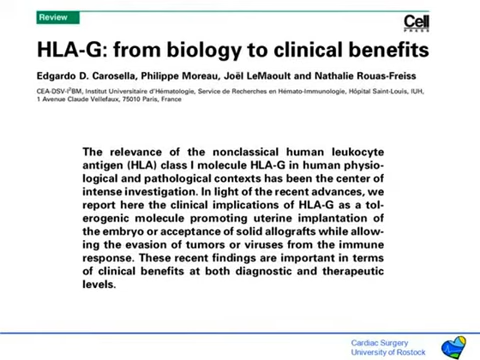 Review
Cell
PRESS
HLA-G: from biology to clinical benefits
Edgardo D. Carosella, Philippe Moreau, Joël LeMaoult and Nathalie Rouas-Freiss
CEA-DSV-I²BM, Institut Universitaire d'Hématologie, Service de Recherches en Hémato-Immunologie, Hôpital Saint-Louis, IUH,
1 Avenue Claude Vellefaux, 75010 Paris, France
The relevance of the nonclassical human leukocyte
antigen (HLA) class I molecule HLA-G in human physio-
logical and pathological contexts has been the center of
intense investigation. In light of the recent advances, we
report here the clinical implications of HLA-G as a tol-
erogenic molecule promoting uterine implantation of
the embryo or acceptance of solid allografts while allow-
ing the evasion of tumors or viruses from the immune
response. These recent findings are important in terms
of clinical benefits at both diagnostic and therapeutic
levels.
Cardiac Surgery
University of Rostock